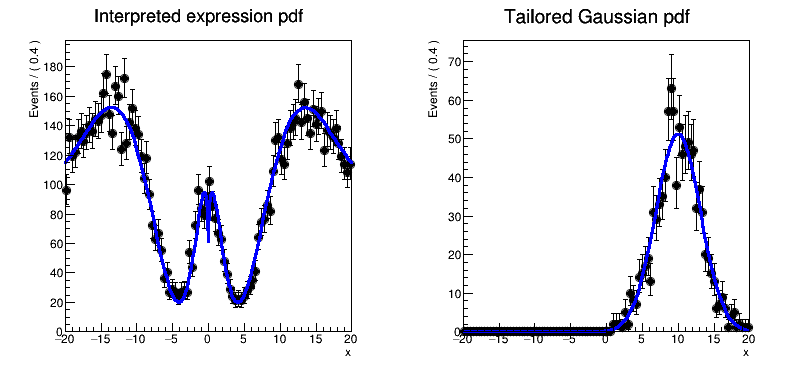 Interpreted expression pdf
Events / ( 0.4 )
180
160
140
120
100
80
60
40
20
0
−20 −15 −10 −5 0 5 10 15 20
x
Tailored Gaussian pdf
Events / ( 0.4 )
70
60
50
40
30
20
10
0
−20 −15 −10 −5 0 5 10 15 20
x